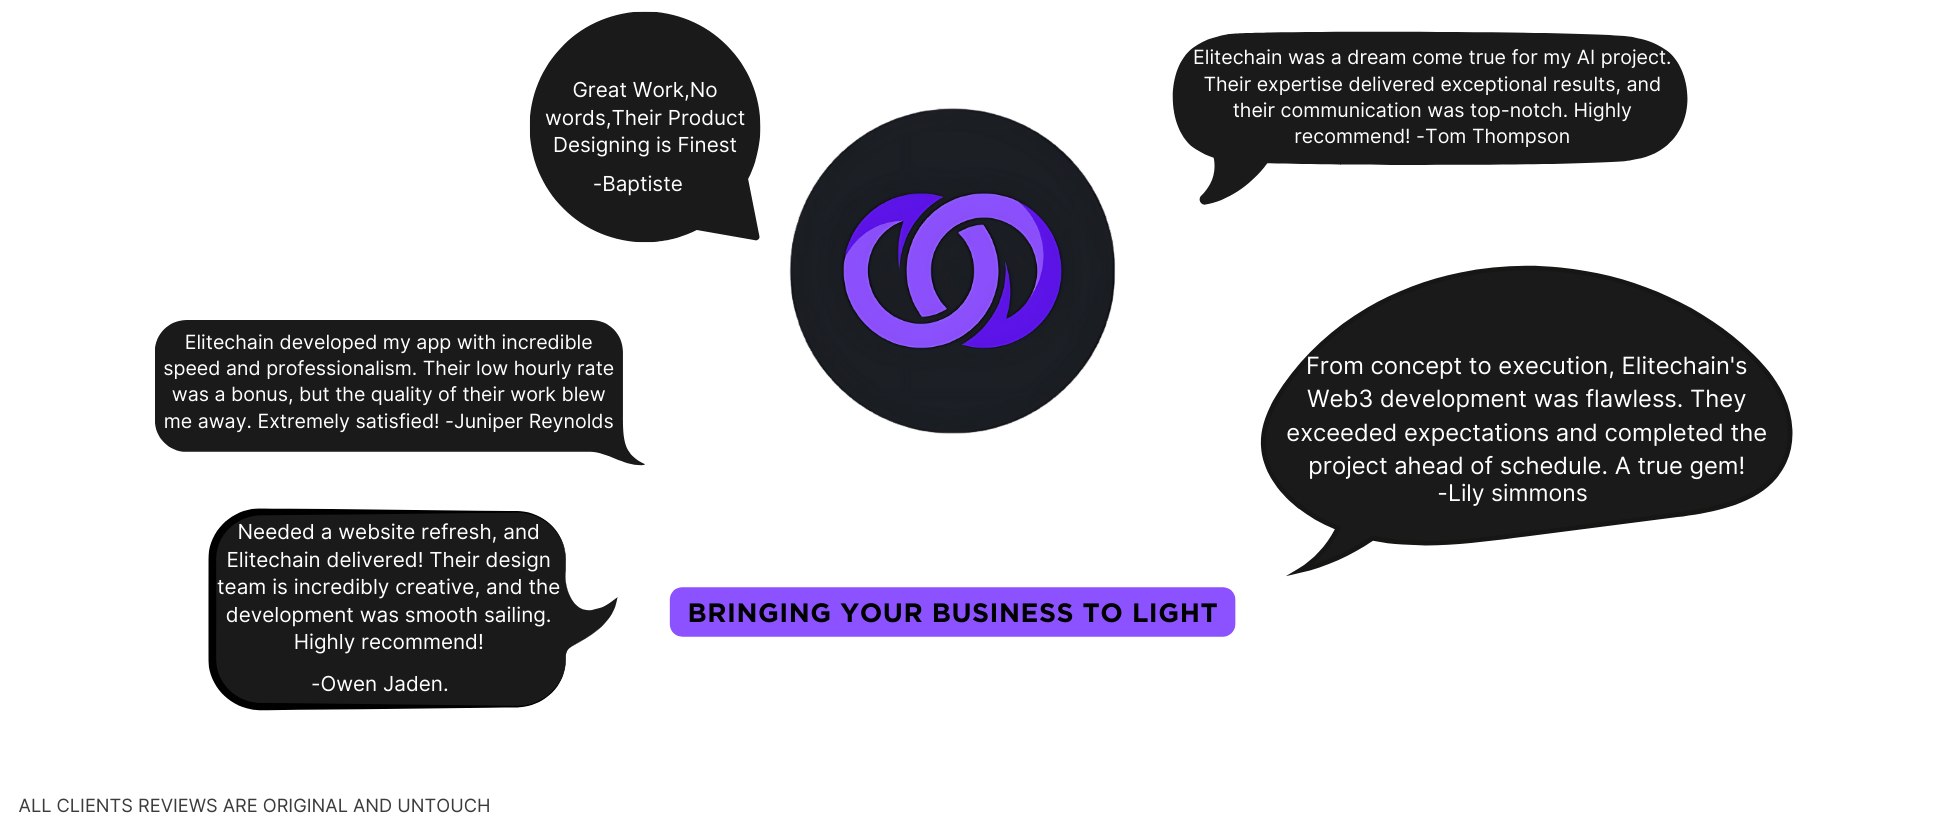 Great Work,No
words,Their Product
Designing is Finest
-Baptiste
Elitechain was a dream come true for my AI project.
Their expertise delivered exceptional results, and
their communication was top-notch. Highly
recommend! -Tom Thompson
Elitechain developed my app with incredible
speed and professionalism. Their low hourly rate
was a bonus, but the quality of their work blew
me away. Extremely satisfied! -Juniper Reynolds
From concept to execution, Elitechain's
Web3 development was flawless. They
exceeded expectations and completed the
project ahead of schedule. A true gem!
-Lily simmons
Needed a website refresh, and
Elitechain delivered! Their design
team is incredibly creative, and the
development was smooth sailing.
Highly recommend!
-Owen Jaden.
BRINGING YOUR BUSINESS TO LIGHT
ALL CLIENTS REVIEWS ARE ORIGINAL AND UNTOUCH